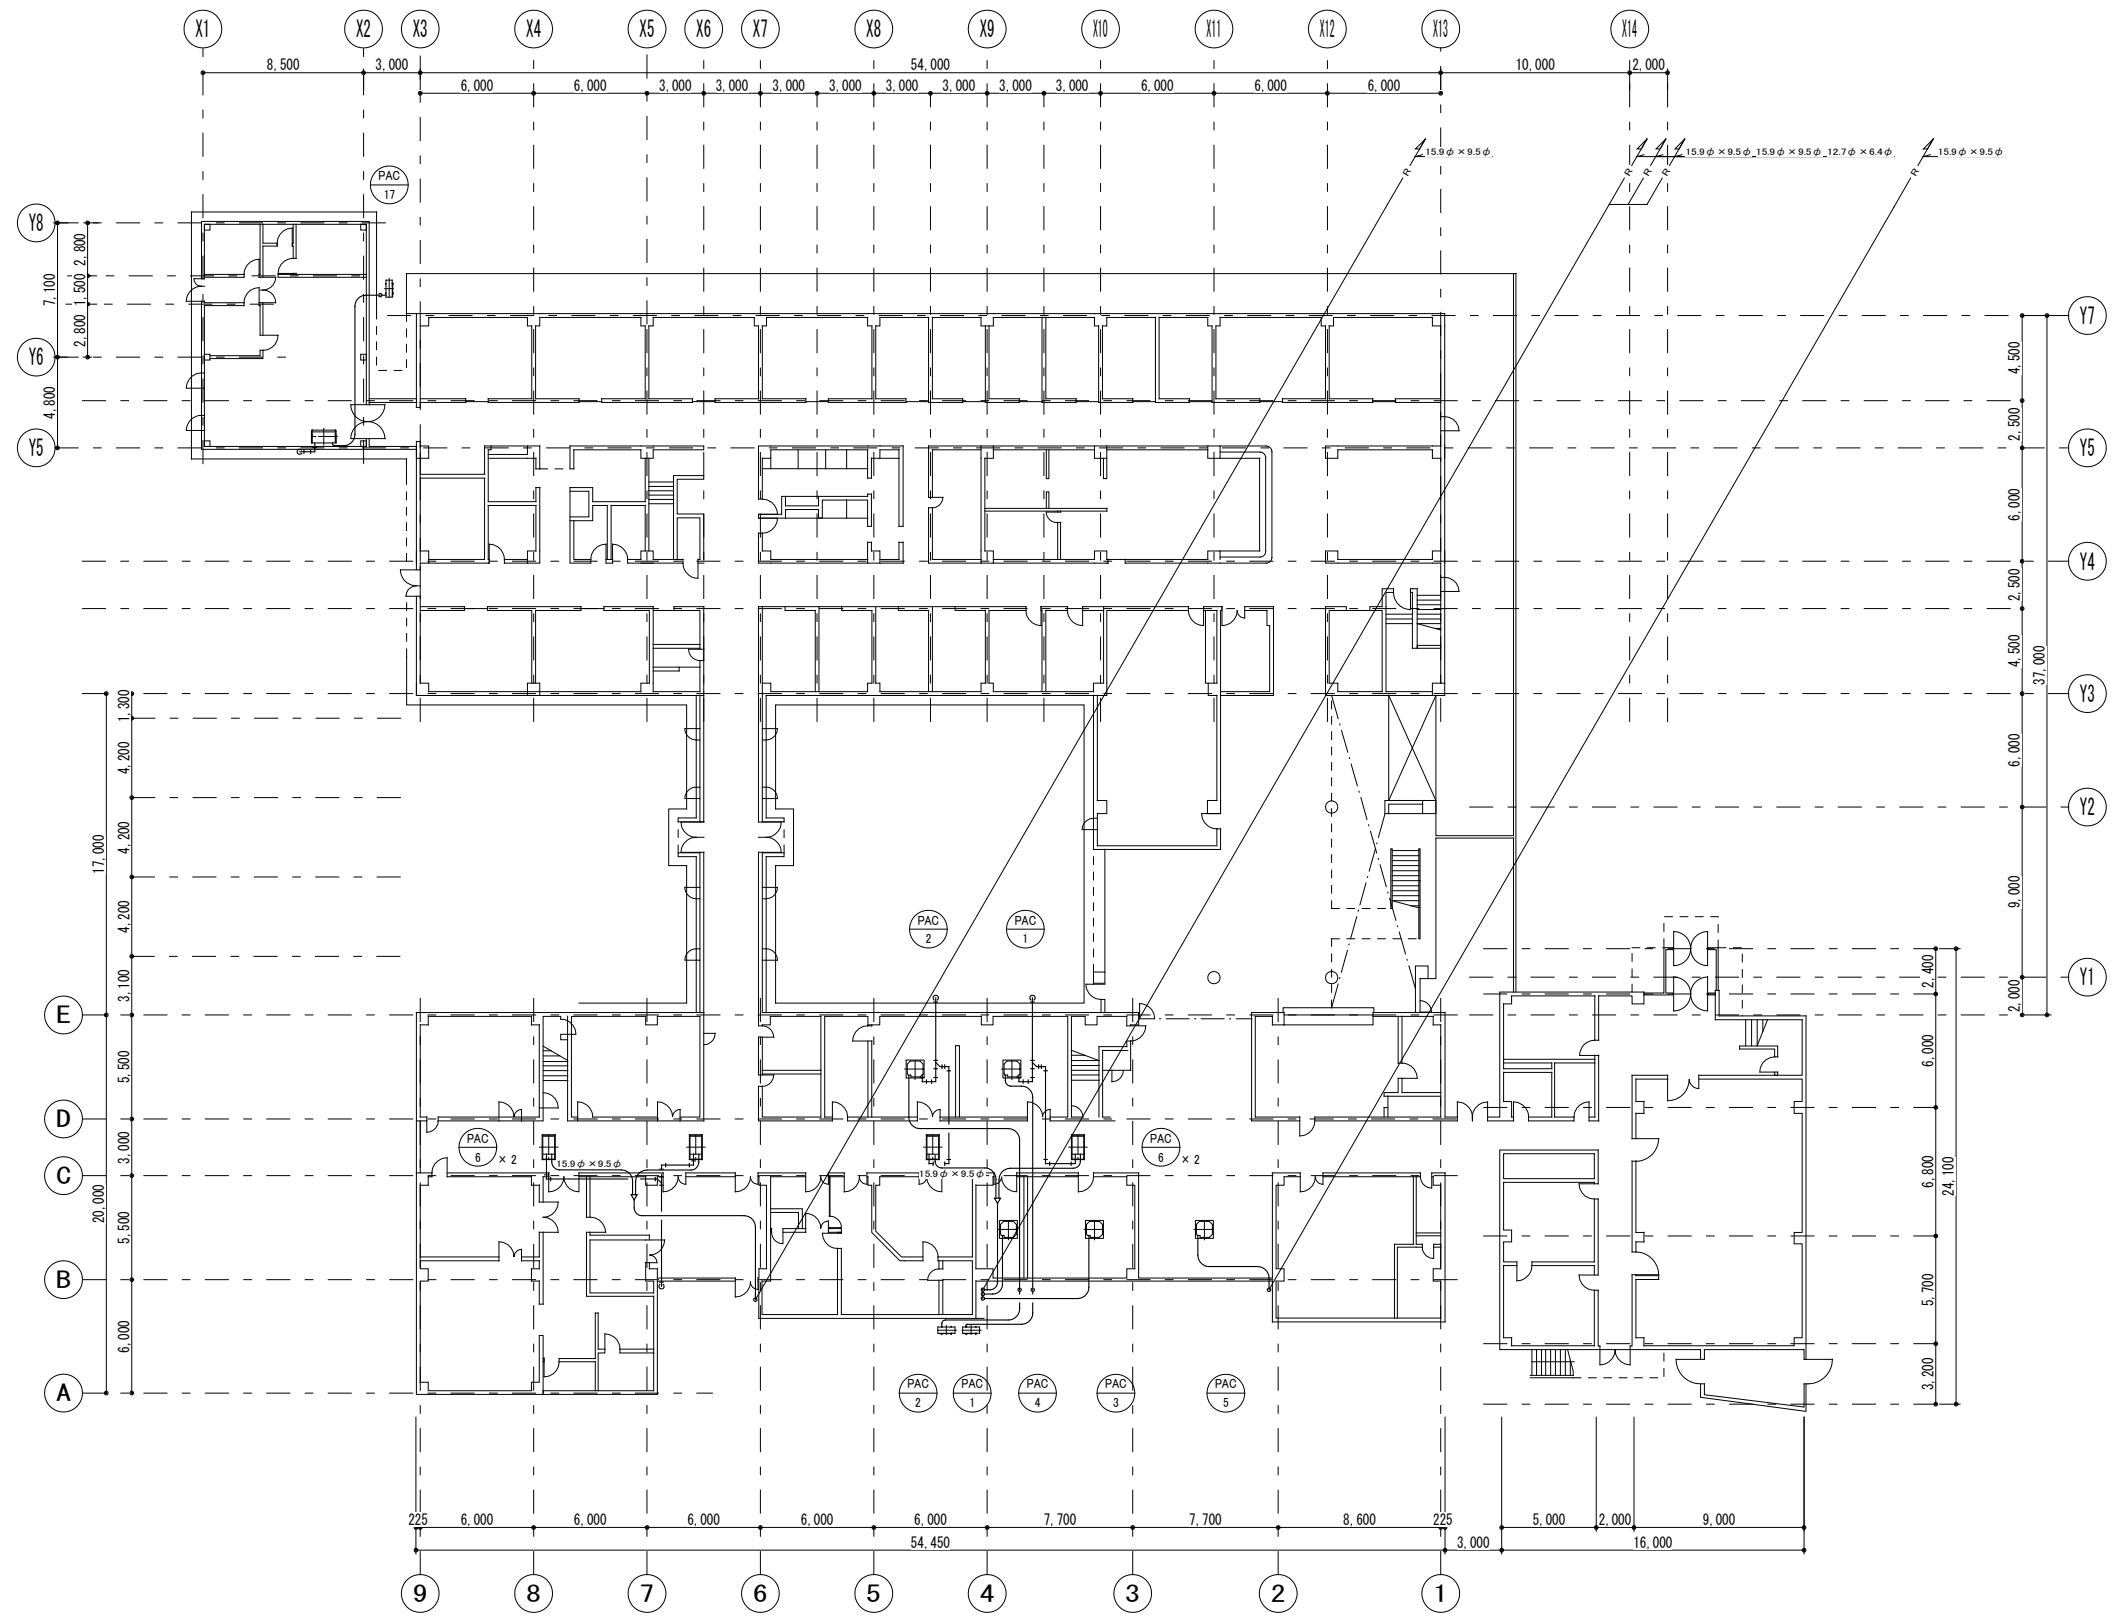 X1 X2 X3 X4 X5 X6 X7 X8 X9 X10 X11 X12 X13 X14
8,500 3,000 54,000 10,000 2,000
6,000 6,000 3,000 3,000 3,000 3,000 3,000 3,000 3,000 3,000 6,000 6,000 6,000
15.9φ×9.5φ
15.9φ×9.5φ 15.9φ×9.5φ 12.7φ×6.4φ
15.9φ×9.5φ
R
R
R
R
R
PAC
17
Y8
Y6
Y5
2,800
1,500
2,800
7,100
4,800
Y7
Y5
Y4
Y3
Y2
Y1
4,500
2,500
6,000
2,500
4,500
6,000
9,000
2,000
37,000
1,300
4,200
4,200
4,200
3,100
17,000
5,500
3,000
5,500
6,000
20,000
E
D
C
B
A
PAC
2
PAC
1
PAC
6 ×2
15.9φ×9.5φ
15.9φ×9.5φ
PAC
6 ×2
PAC
2
PAC
1
PAC
4
PAC
3
PAC
5
2,400
6,000
6,800
5,700
3,200
24,100
225 6,000 6,000 6,000 6,000 6,000 7,700 7,700 8,600 225 5,000 2,000 9,000
54,450 3,000 16,000
9 8 7 6 5 4 3 2 1